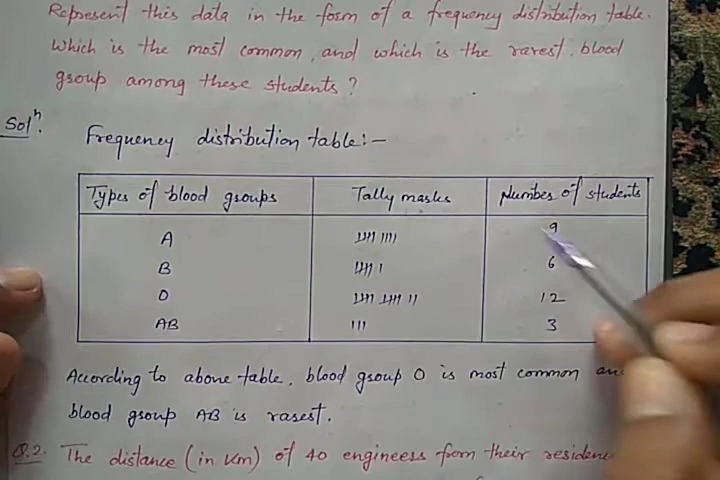 Represent this data in the form of a frequency distribution table.
Which is the most common, and which is the rarest, blood
group among these students?
Solⁿ.
Frequency distribution table:-
Types of blood groups Tally marks Number of students
A 𝍸 |||| 9
B 𝍸 | 6
O 𝍸 𝍸 || 12
AB ||| 3
According to above table, blood group O is most common
blood group AB is rarest.
Q.2. The distance (in km) of 40 engineers from their